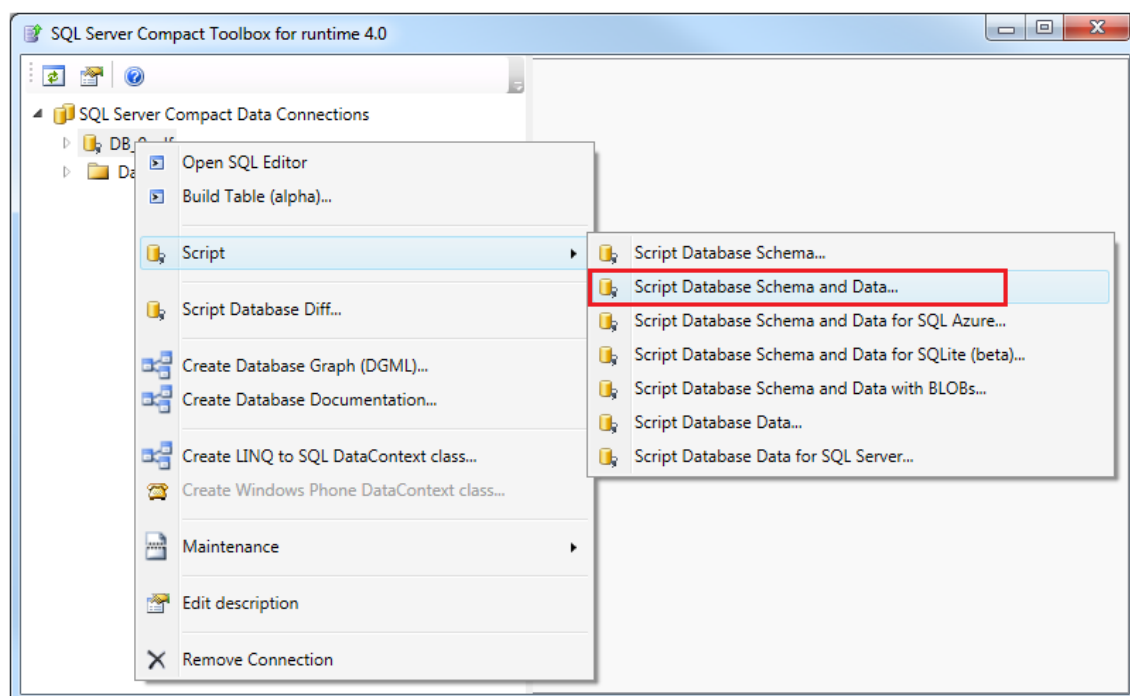 SQL Server Compact Toolbox for runtime 4.0
SQL Server Compact Data Connections
Open SQL Editor
Build Table (alpha)...
Script
Script Database Diff...
Create Database Graph (DGML)...
Create Database Documentation...
Create LINQ to SQL DataContext class...
Create Windows Phone DataContext class...
Maintenance
Edit description
Remove Connection
Script Database Schema...
Script Database Schema and Data...
Script Database Schema and Data for SQL Azure...
Script Database Schema and Data for SQLite (beta)...
Script Database Schema and Data with BLOBs...
Script Database Data...
Script Database Data for SQL Server...